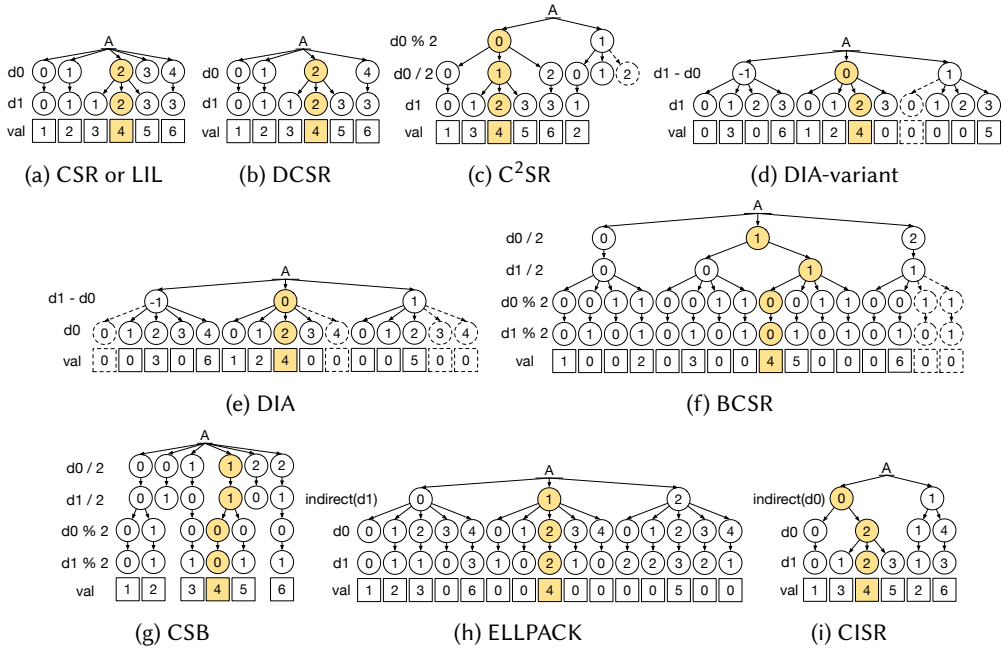 A
d0 0 1 2 3 4
d1 0 1 1 2 3 3
val 1 2 3 4 5 6
(a) CSR or LIL
A
d0 0 1 2 4
d1 0 1 1 2 3 3
val 1 2 3 4 5 6
(b) DCSR
A
d0 % 2 0 1
d0 / 2 0 1 2 0 1 2
d1 0 1 2 3 3 1
val 1 3 4 5 6 2
(c) C²SR
A
d1 - d0 -1 0 1
d1 0 1 2 3 0 1 2 3 0 1 2 3
val 0 3 0 6 1 2 4 0 0 0 0 5
(d) DIA-variant
A
d1 - d0 -1 0 1
d0 0 1 2 3 4 0 1 2 3 4 0 1 2 3 4
val 0 0 3 0 6 1 2 4 0 0 0 0 5 0 0
(e) DIA
A
d0 / 2 0 1 2
d1 / 2 0 0 1 1
d0 % 2 0 0 1 1 0 0 1 1 0 0 1 1 0 0 1 1
d1 % 2 0 1 0 1 0 1 0 1 0 1 0 1 0 1 0 1
val 1 0 0 2 0 3 0 0 4 5 0 0 0 6 0 0
(f) BCSR
A
d0 / 2 0 0 1 1 2 2
d1 / 2 0 1 0 1 0 1
d0 % 2 0 1 0 0 0 0
d1 % 2 0 1 1 0 1 1
val 1 2 3 4 5 6
(g) CSB
A
indirect(d1) 0 1 2
d0 0 1 2 3 4 0 1 2 3 4 0 1 2 3 4
d1 0 1 1 0 3 1 0 2 1 0 2 2 3 2 1
val 1 2 3 0 6 0 0 4 0 0 0 0 5 0 0
(h) ELLPACK
A
indirect(d0) 0 1
d0 0 2 1 4
d1 0 1 2 3 1 3
val 1 3 4 5 2 6
(i) CISR